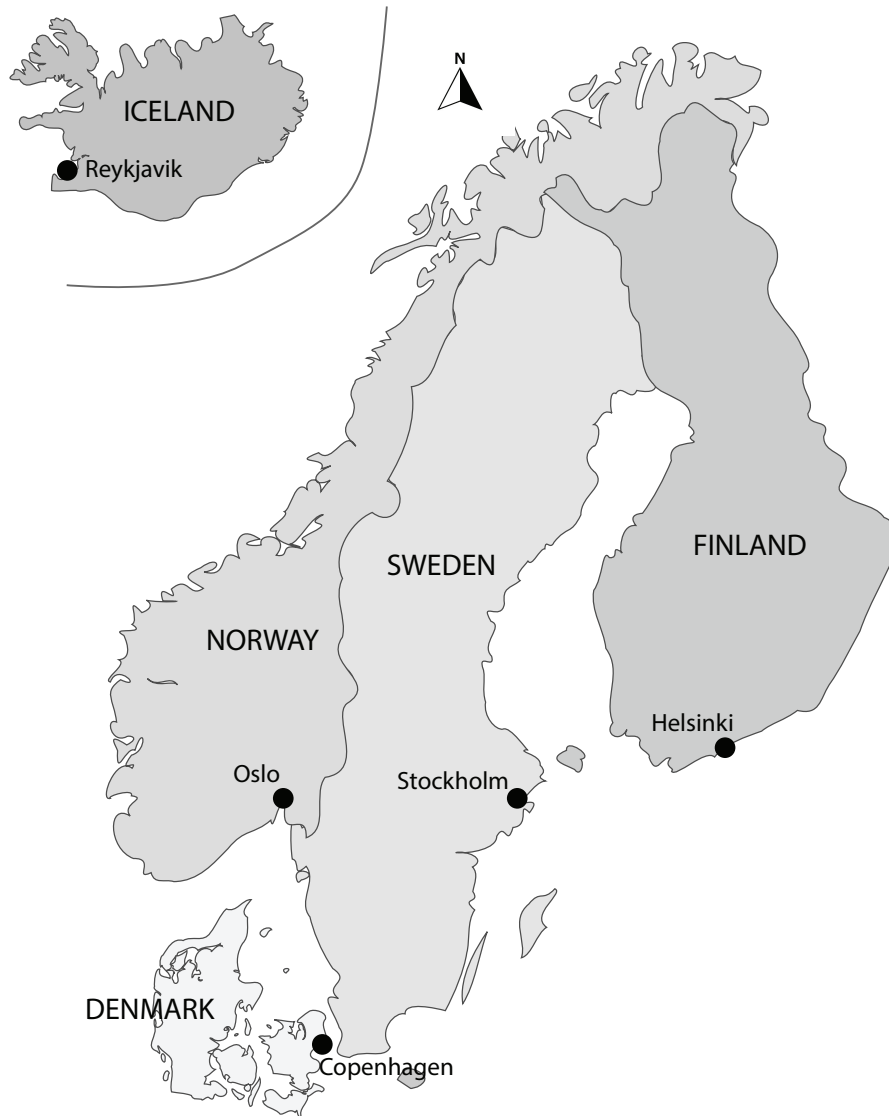 N
ICELAND
Reykjavik
FINLAND
SWEDEN
NORWAY
Helsinki
Oslo
Stockholm
DENMARK
Copenhagen